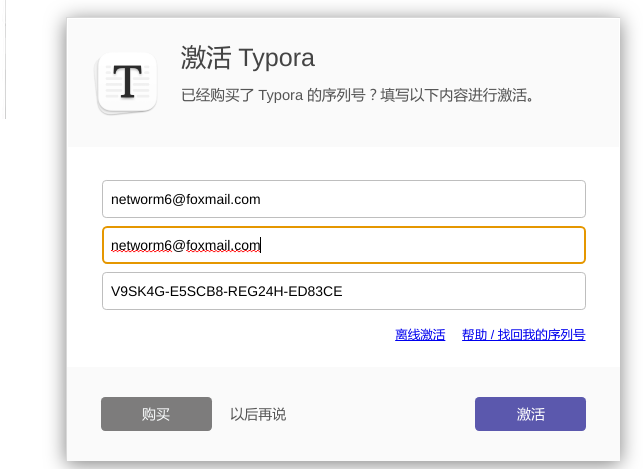 T
激活 Typora
已经购买了 Typora 的序列号？填写以下内容进行激活。
networm6@foxmail.com
networm6@foxmail.com
V9SK4G-E5SCB8-REG24H-ED83CE
离线激活 帮助 / 找回我的序列号
购买 以后再说 激活